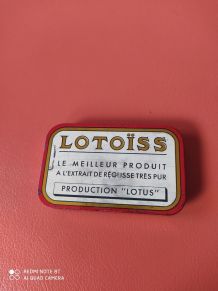 LOTOÏSS
LE MEILLEUR PRODUIT
A L'EXTRAIT DE RÉGLISSE TRÈS PUR
PRODUCTION "LOTUS"
REDMI NOTE 8T
AI QUAD CAMERA